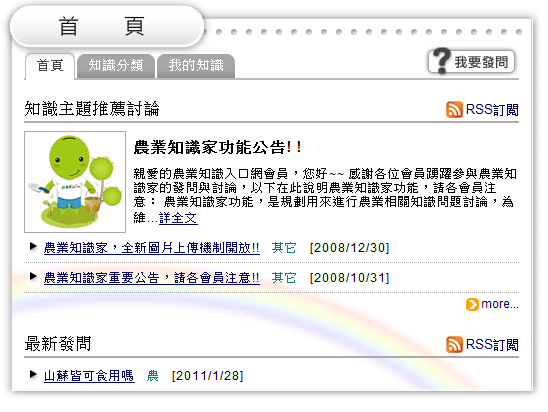 首 頁
首頁 知識分類 我的知識 ?我要發問
知識主題推薦討論 RSS訂閱
農業知識家功能公告! !
親愛的農業知識入口網會員，您好~~ 感謝各位會員踴躍參與農業知
識家的發問與討論，以下在此說明農業知識家功能，請各會員注
意： 農業知識家功能，是規劃用來進行農業相關知識問題討論，為
維...詳全文
農業知識家，全新圖片上傳機制開放!! 其它 [2008/12/30]
農業知識家重要公告，請各會員注意!! 其它 [2008/10/31]
more...
最新發問 RSS訂閱
山蘇皆可食用嗎 農 [2011/1/28]